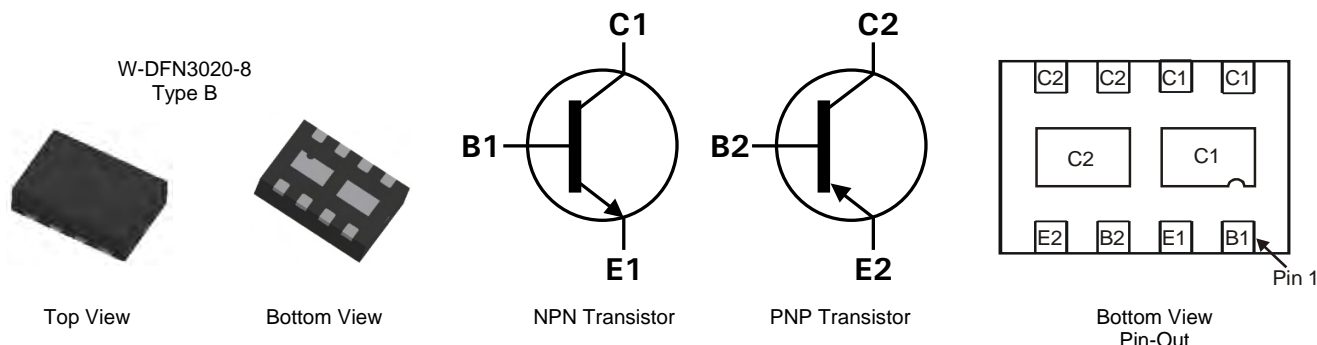 W-DFN3020-8
Type B
Top View
Bottom View
C1
B1
E1
NPN Transistor
C2
B2
E2
PNP Transistor
C2 C2 C1 C1
C2 C1
E2 B2 E1 B1
Pin 1
Bottom View
Pin-Out